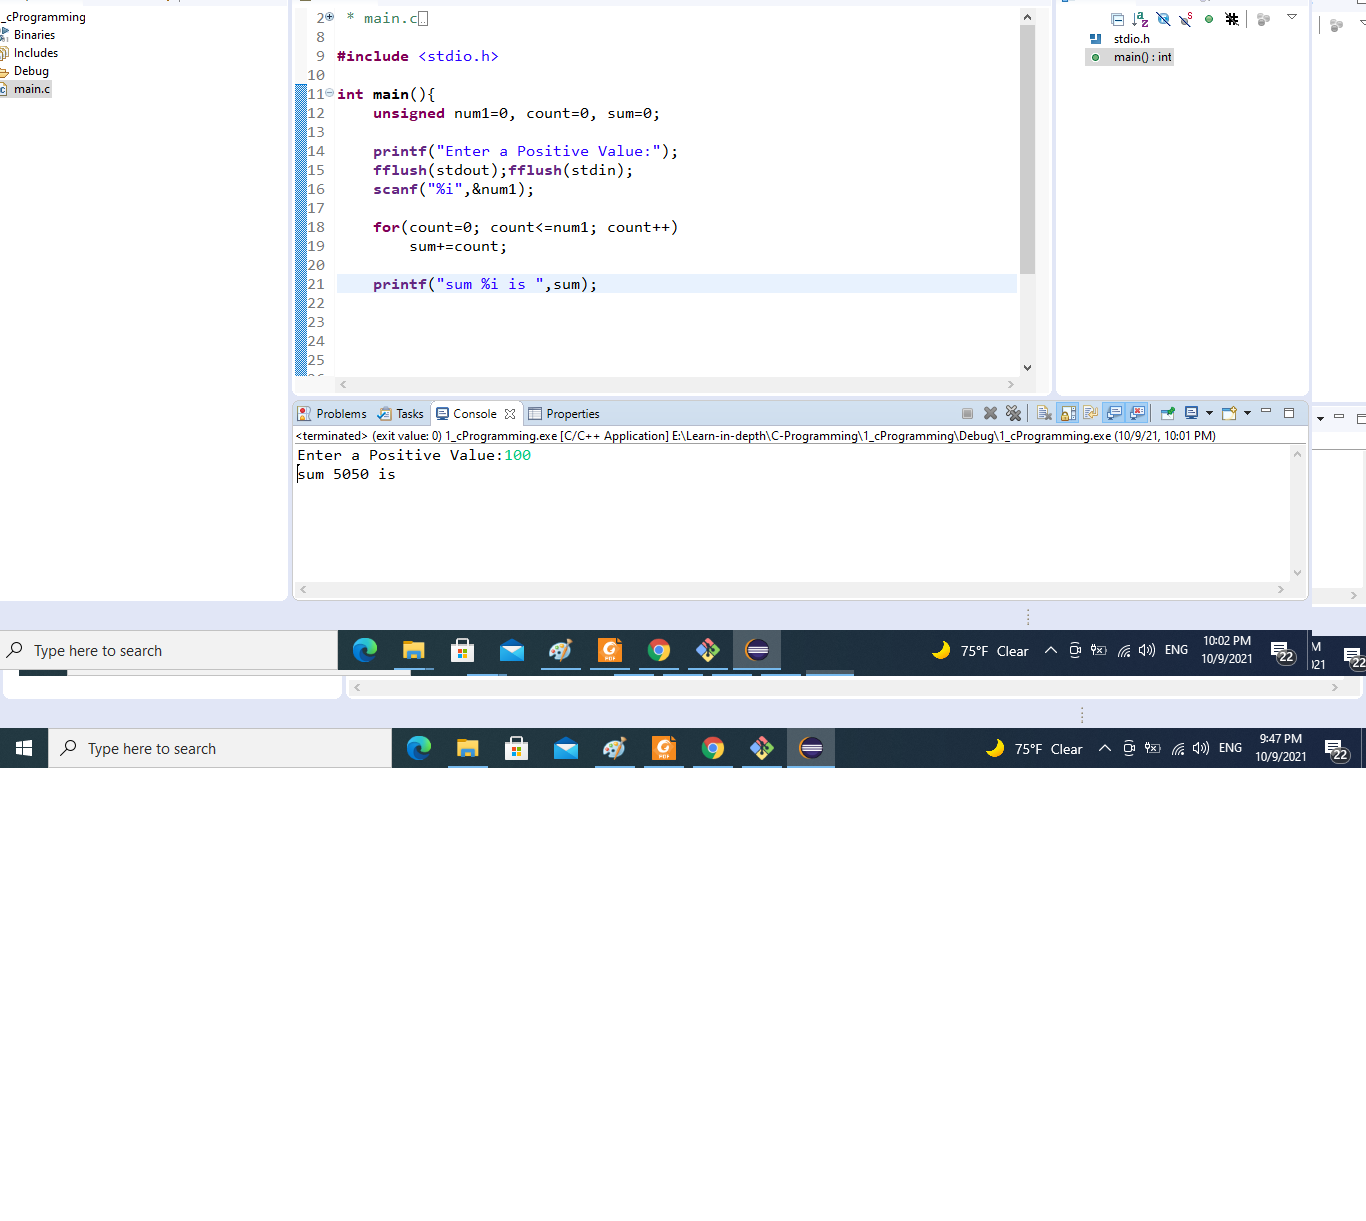 _cProgramming
Binaries
Includes
Debug
main.c
2 * main.c
8
9 #include <stdio.h>
10
11 int main(){
12 unsigned num1=0, count=0, sum=0;
13
14 printf("Enter a Positive Value:");
15 fflush(stdout);fflush(stdin);
16 scanf("%i",&num1);
17
18 for(count=0; count<=num1; count++)
19 sum+=count;
20
21 printf("sum %i is ",sum);
22
23
24
25
stdio.h
main() : int
Problems Tasks Console Properties
<terminated> (exit value: 0) 1_cProgramming.exe [C/C++ Application] E:\Learn-in-depth\C-Programming\1_cProgramming\Debug\1_cProgramming.exe (10/9/21, 10:01 PM)
Enter a Positive Value:100
sum 5050 is
Type here to search
75°F Clear
ENG
10:02 PM
10/9/2021
22
M
021
22
Type here to search
75°F Clear
ENG
9:47 PM
10/9/2021
22